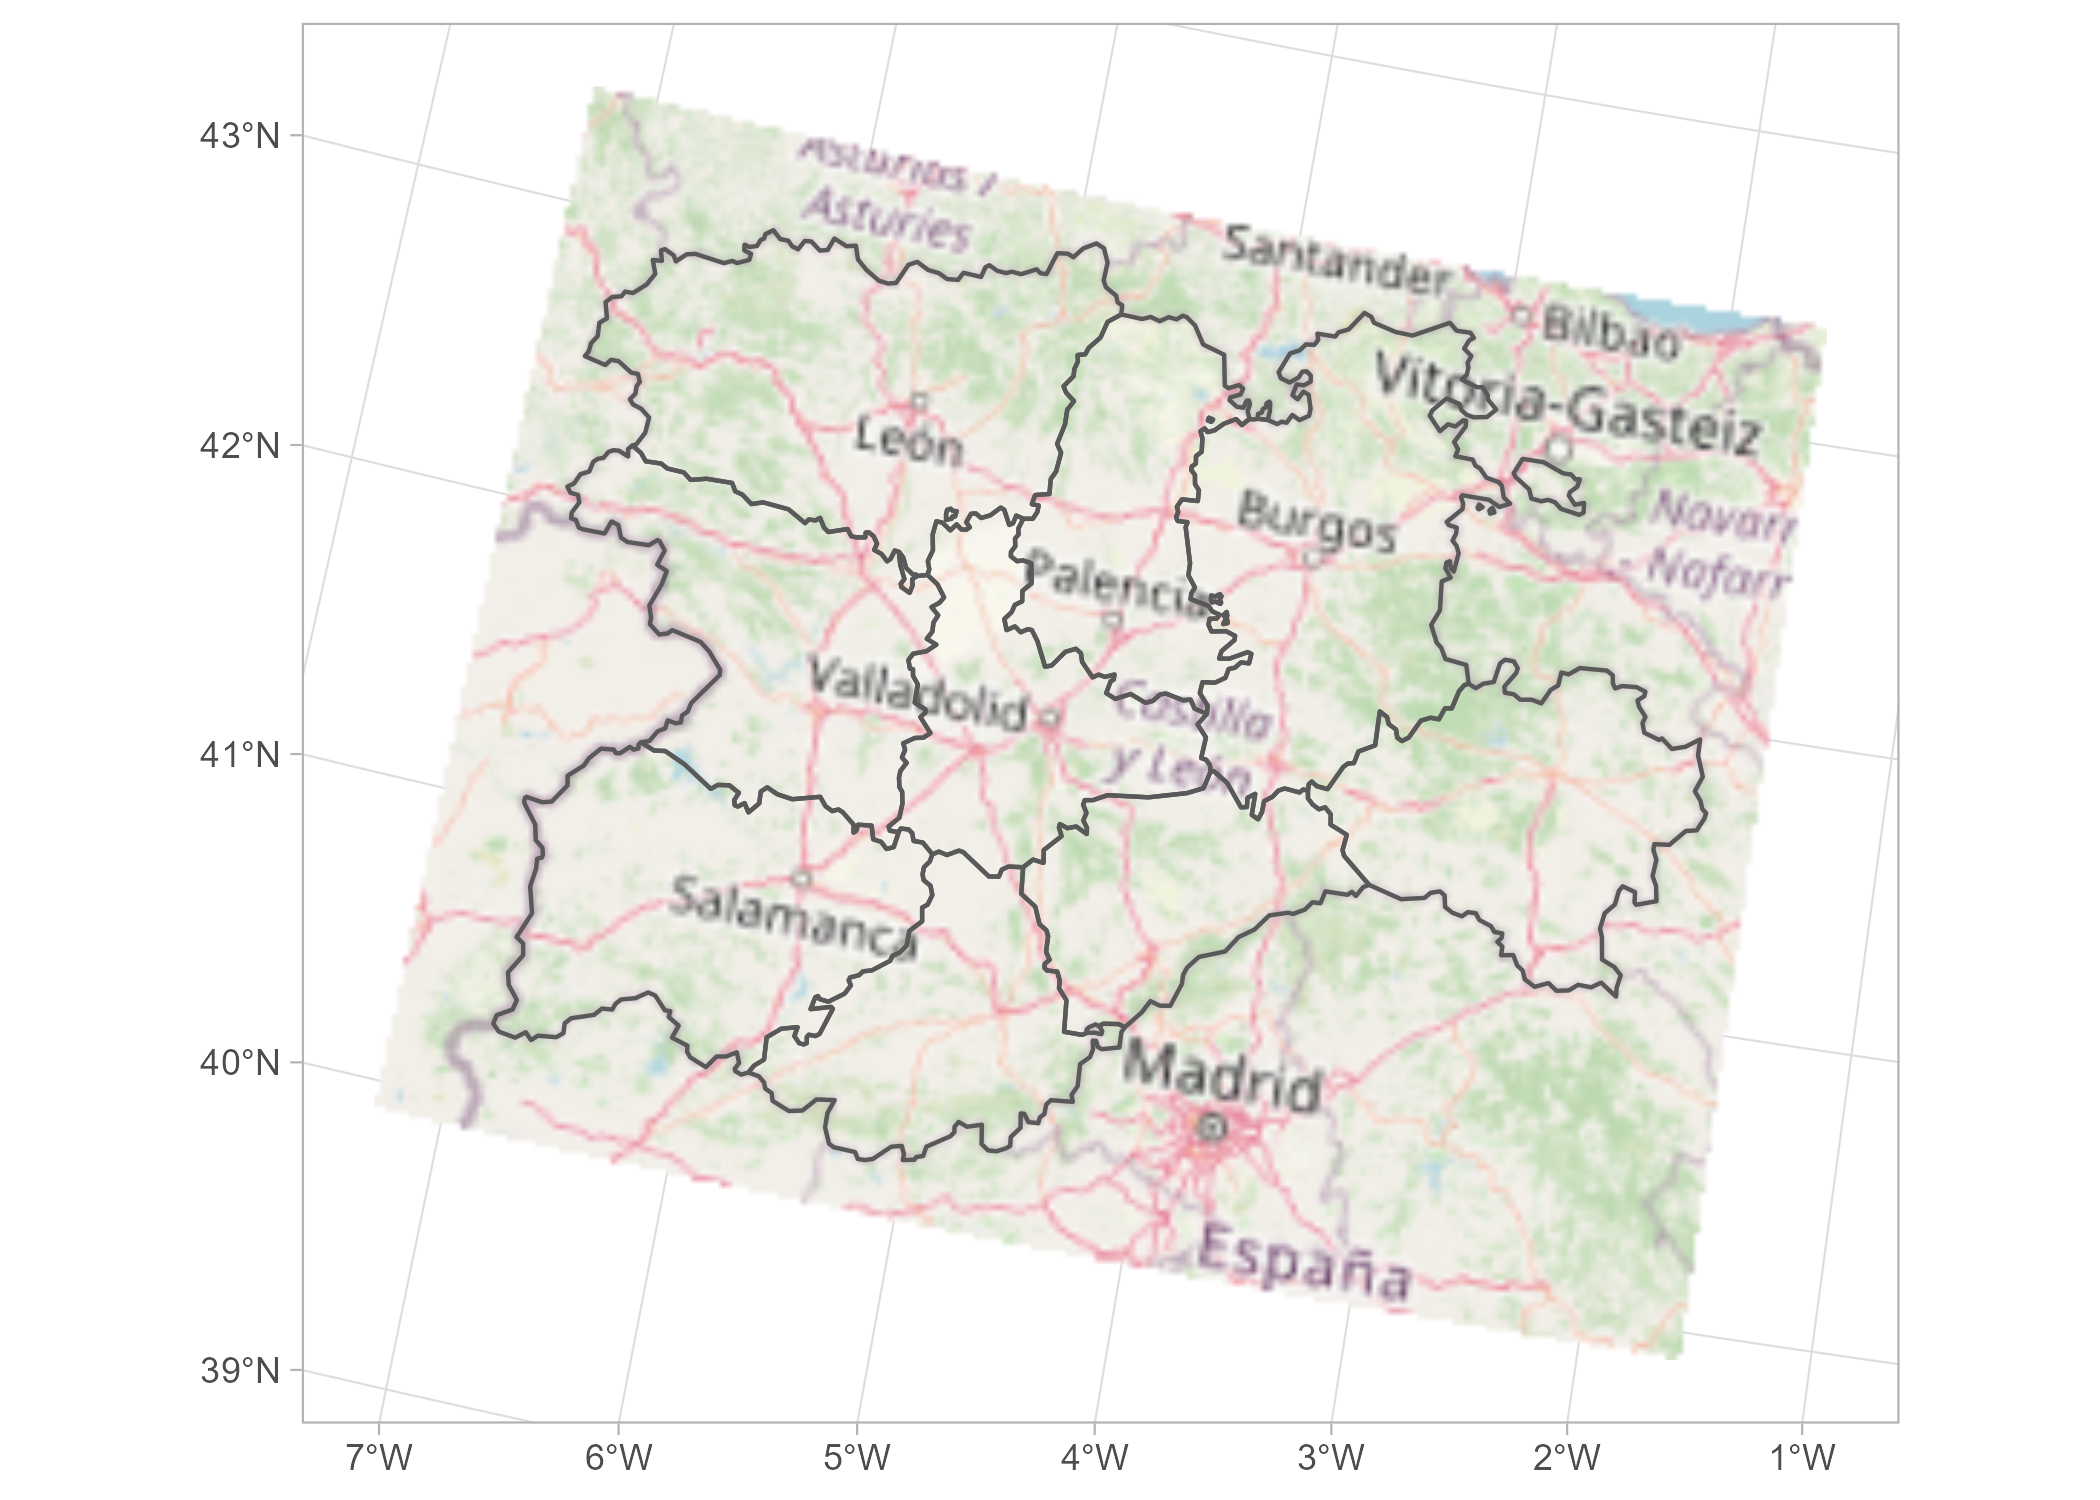 43°N
42°N
41°N
40°N
39°N
Asturias /
Asturies
Santander
Bilbao
Vitoria-Gasteiz
León
Burgos
Navarr
- Nafarr
Palencia
Valladolid
Castilla
y León
Salamanca
Madrid
España
7°W 6°W 5°W 4°W 3°W 2°W 1°W